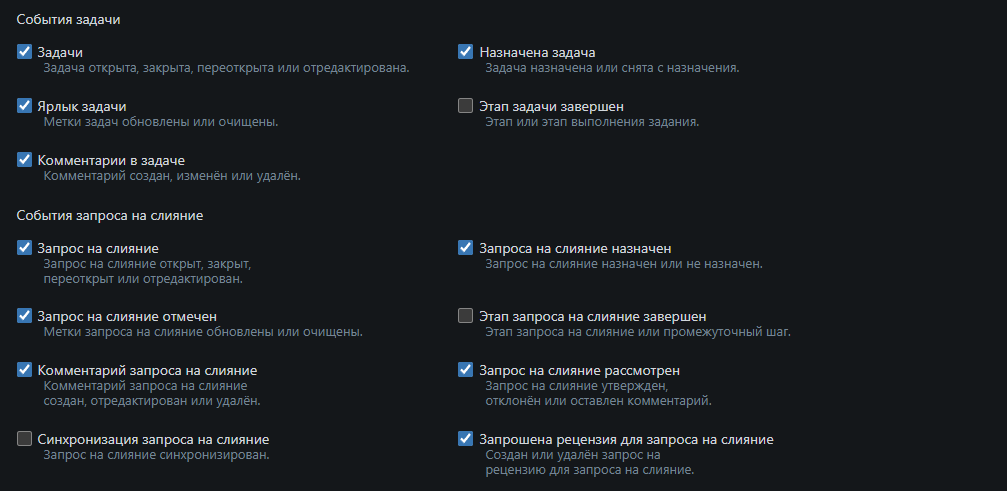 События задачи
Задачи
Задача открыта, закрыта, переоткрыта или отредактирована.
Назначена задача
Задача назначена или снята с назначения.
Ярлык задачи
Метки задач обновлены или очищены.
Этап задачи завершен
Этап или этап выполнения задания.
Комментарии в задаче
Комментарий создан, изменён или удалён.
События запроса на слияние
Запрос на слияние
Запрос на слияние открыт, закрыт,
переоткрыт или отредактирован.
Запроса на слияние назначен
Запрос на слияние назначен или не назначен.
Запрос на слияние отмечен
Метки запроса на слияние обновлены или очищены.
Этап запроса на слияние завершен
Этап запроса на слияние или промежуточный шаг.
Комментарий запроса на слияние
Комментарий запроса на слияние
создан, отредактирован или удалён.
Запрос на слияние рассмотрен
Запрос на слияние утвержден,
отклонён или оставлен комментарий.
Синхронизация запроса на слияние
Запрос на слияние синхронизирован.
Запрошена рецензия для запроса на слияние
Создан или удалён запрос на
рецензию для запроса на слияние.